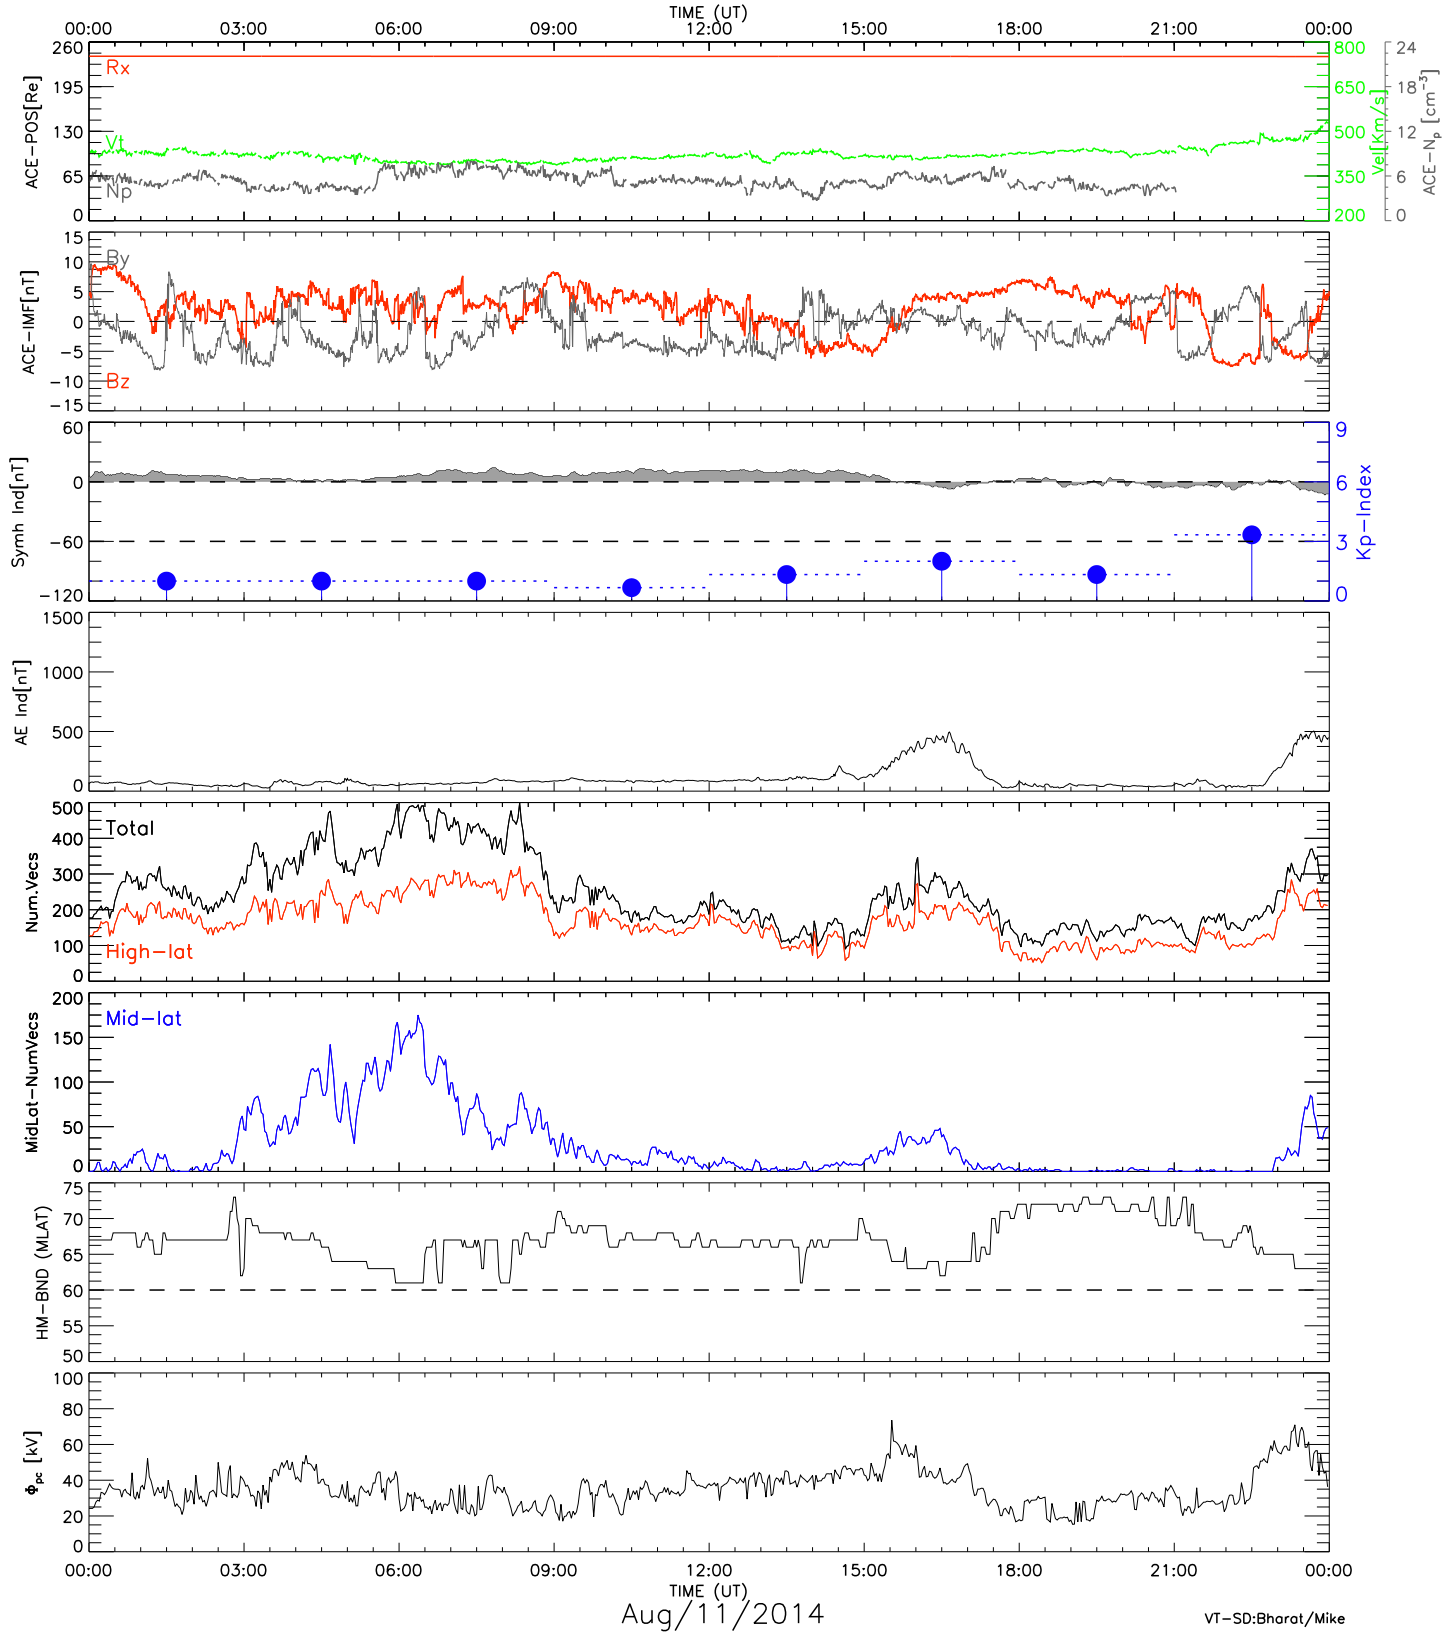 TIME (UT)
00:00 03:00 06:00 09:00 12:00 15:00 18:00 21:00 00:00
260 195 130 65 0
ACE-POS[Re]
Rx
Vt
Np
800 650 500 350 200
Vel[Km/s]
24 18 12 6 0
ACE-Np [cm-3]
15 10 5 0 -5 -10 -15
ACE-IMF[nT]
By
Bz
60 0 -60 -120
Symh Ind[nT]
9 6 3 0
Kp-Index
1500 1000 500 0
AE Ind[nT]
500 400 300 200 100 0
Num.Vecs
Total
High-lat
200 150 100 50 0
MidLat-NumVecs
Mid-lat
75 70 65 60 55 50
HM-BND (MLAT)
100 80 60 40 20 0
Φpc [kV]
00:00 03:00 06:00 09:00 12:00 15:00 18:00 21:00 00:00
TIME (UT)
Aug/11/2014
VT-SD:Bharat/Mike